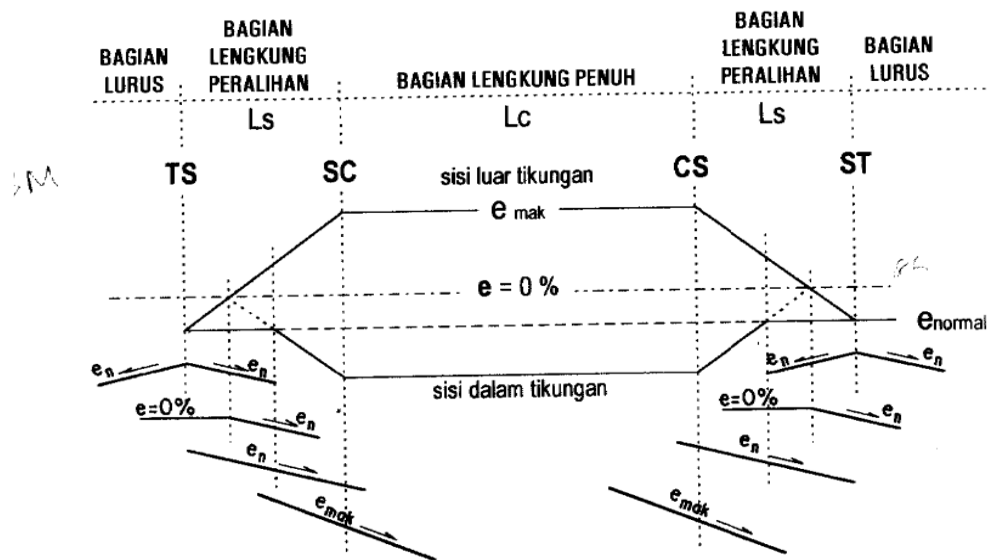 BAGIAN LURUS
BAGIAN LENGKUNG PERALIHAN
BAGIAN LENGKUNG PENUH
BAGIAN LENGKUNG PERALIHAN
BAGIAN LURUS
Ls
Lc
Ls
TS
SC
sisi luar tikungan
CS
ST
e mak
e = 0 %
enormal
sisi dalam tikungan
en
en
en
en
e=0%
en
e=0%
en
en
en
emak
emak